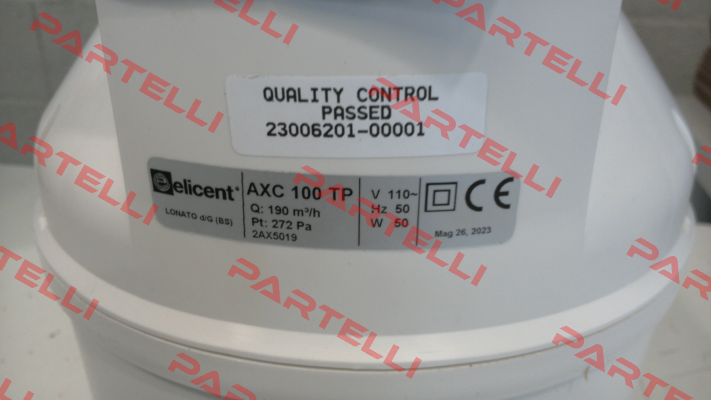 QUALITY CONTROL
PASSED
23006201-00001
elicent
LONATO d/G (BS)
AXC 100 TP
Q: 190 m³/h
Pt: 272 Pa
2AX5019
V 110~
Hz 50
W 50
CE
Mag 26, 2023
PARTELLI
PARTELLI
PARTELLI
PARTELLI
PARTELLI
PARTELLI
PARTELLI
PARTELLI